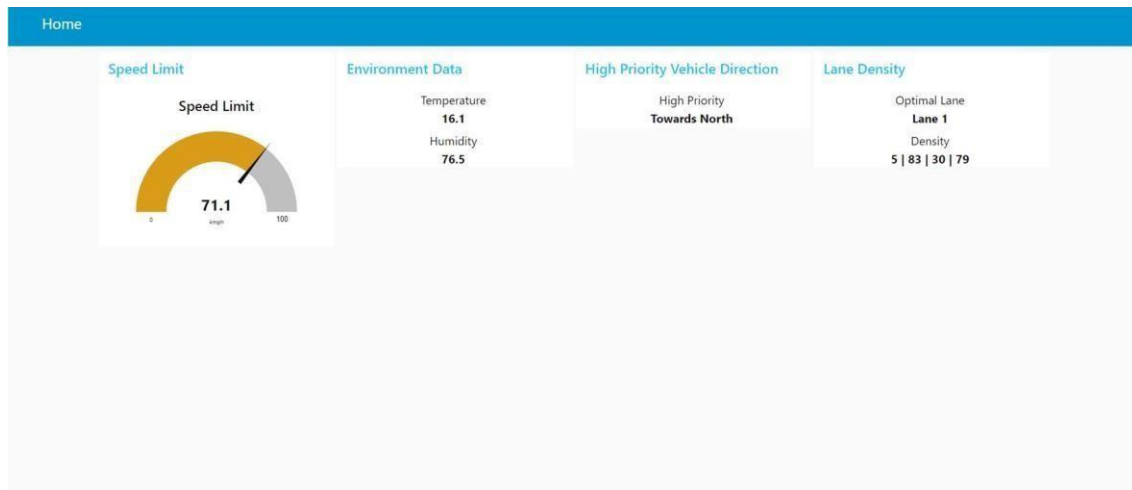 Home
Speed Limit
Speed Limit
71.1
kmph
0
100
Environment Data
Temperature
16.1
Humidity
76.5
High Priority Vehicle Direction
High Priority
Towards North
Lane Density
Optimal Lane
Lane 1
Density
5 | 83 | 30 | 79